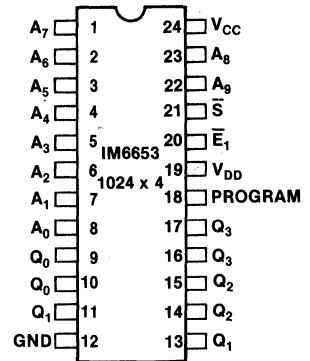 A7 1 24 VCC
A6 2 23 A8
A5 3 22 A9
A4 4 21 S̅
A3 5 20 E̅1
IM6653
A2 6 19 VDD
1024 x 4
A1 7 18 PROGRAM
A0 8 17 Q3
Q0 9 16 Q3
Q0 10 15 Q2
Q1 11 14 Q2
GND 12 13 Q1